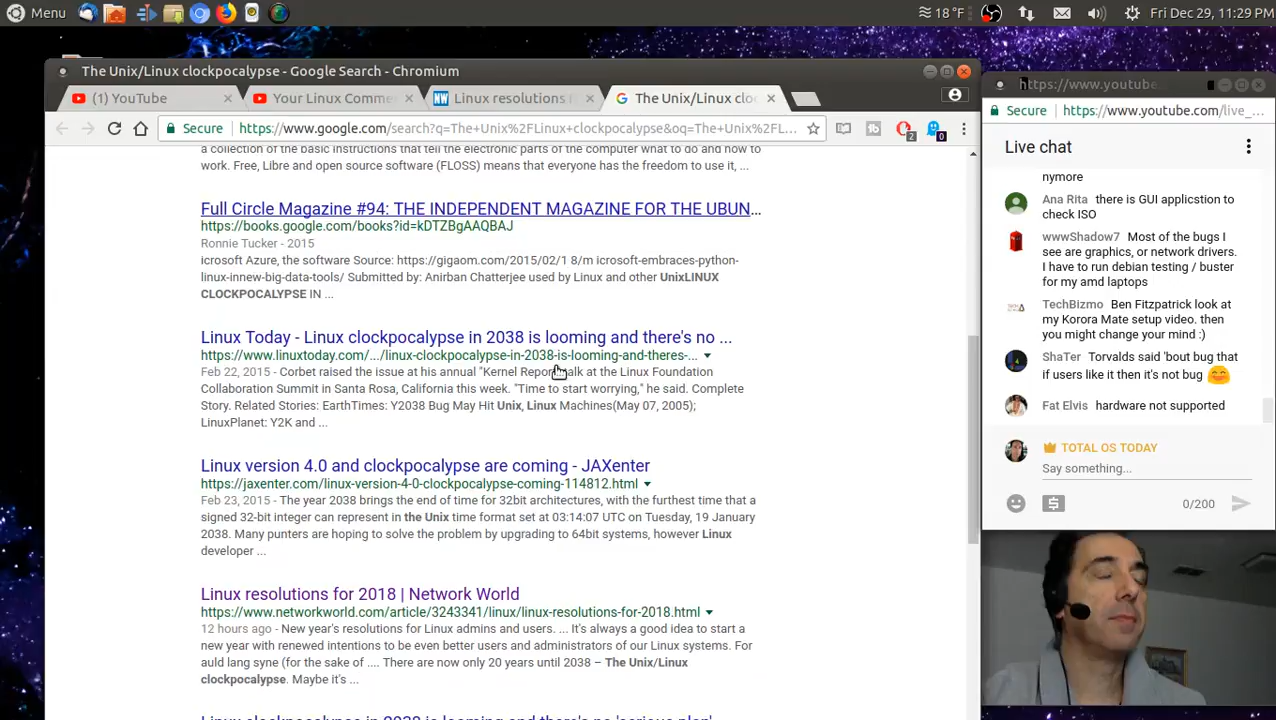 Menu
18 °F
Fri Dec 29, 11:29 PM
The Unix/Linux clockpocalypse - Google Search - Chromium
(1) YouTube
Your Linux Comme
Linux resolutions f
The Unix/Linux clo
Secure
https://www.google.com/search?q=The+Unix%2FLinux+clockpocalypse&oq=The+Unix%2FL...
2
0
a collection of the basic instructions that tell the electronic parts of the computer what to do and how to
work. Free, Libre and open source software (FLOSS) means that everyone has the freedom to use it, ...
Full Circle Magazine #94: THE INDEPENDENT MAGAZINE FOR THE UBUN...
https://books.google.com/books?id=kDTZBgAAQBAJ
Ronnie Tucker - 2015
icrosoft Azure, the software Source: https://gigaom.com/2015/02/1 8/m icrosoft-embraces-python-
linux-innew-big-data-tools/ Submitted by: Anirban Chatterjee used by Linux and other UnixLINUX
CLOCKPOCALYPSE IN ...
Linux Today - Linux clockpocalypse in 2038 is looming and there's no ...
https://www.linuxtoday.com/.../linux-clockpocalypse-in-2038-is-looming-and-theres-...
Feb 22, 2015 - Corbet raised the issue at his annual "Kernel Repor talk at the Linux Foundation
Collaboration Summit in Santa Rosa, California this week. "Time to start worrying," he said. Complete
Story. Related Stories: EarthTimes: Y2038 Bug May Hit Unix, Linux Machines(May 07, 2005);
LinuxPlanet: Y2K and ...
Linux version 4.0 and clockpocalypse are coming - JAXenter
https://jaxenter.com/linux-version-4-0-clockpocalypse-coming-114812.html
Feb 23, 2015 - The year 2038 brings the end of time for 32bit architectures, with the furthest time that a
signed 32-bit integer can represent in the Unix time format set at 03:14:07 UTC on Tuesday, 19 January
2038. Many punters are hoping to solve the problem by upgrading to 64bit systems, however Linux
developer ...
Linux resolutions for 2018 | Network World
https://www.networkworld.com/article/3243341/linux/linux-resolutions-for-2018.html
12 hours ago - New year's resolutions for Linux admins and users. ... It's always a good idea to start a
new year with renewed intentions to be even better users and administrators of our Linux systems. For
auld lang syne (for the sake of .... There are now only 20 years until 2038 – The Unix/Linux
clockpocalypse. Maybe it's ...
Linux clockpocalypse in 2038 is looming and there's no 'serious plan'
https://www.youtube.
Secure
https://www.youtube.com/live_...
Live chat
nymore
Ana Rita there is GUI application to
check ISO
wwwShadow7 Most of the bugs I
see are graphics, or network drivers.
I have to run debian testing / buster
for my amd laptops
TechBizmo Ben Fitzpatrick look at
my Korora Mate setup video. then
you might change your mind :)
ShaTer Torvalds said 'bout bug that
if users like it then it's not bug
Fat Elvis hardware not supported
TOTAL OS TODAY
Say something...
0/200